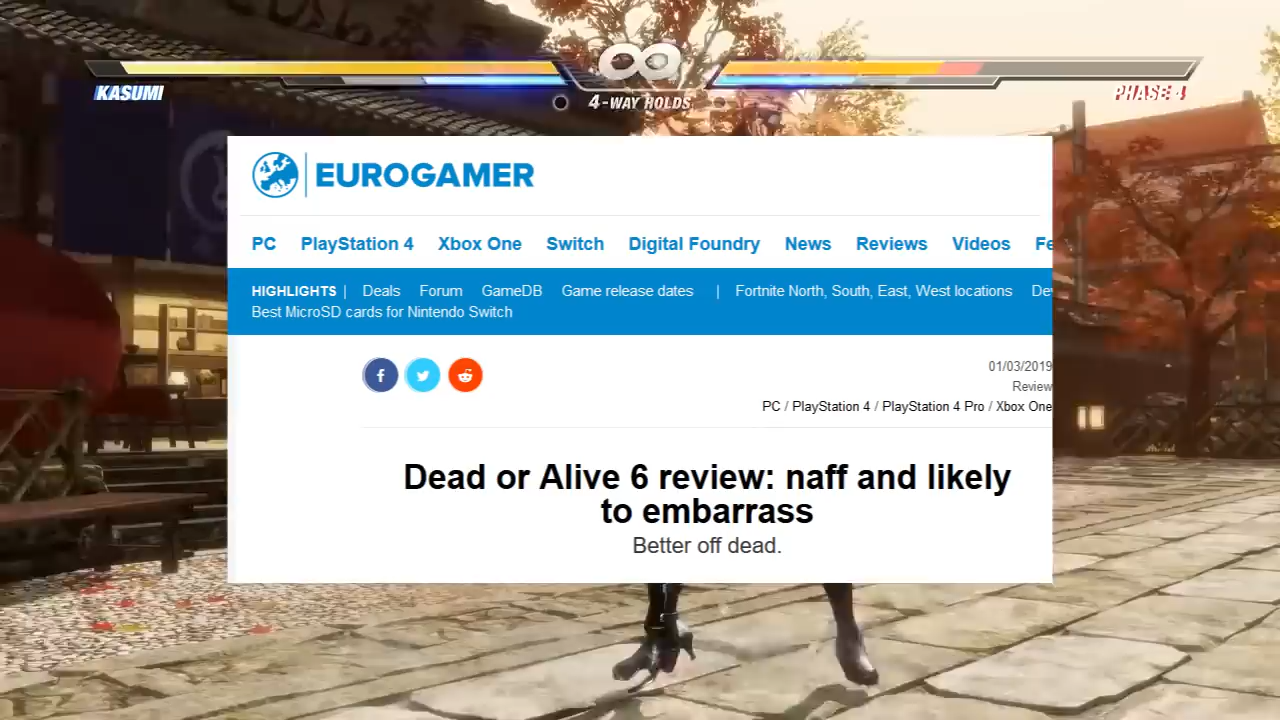 KASUMI
4-WAY HOLDS
PHASE 4
EUROGAMER
PC PlayStation 4 Xbox One Switch Digital Foundry News Reviews Videos Fe
HIGHLIGHTS | Deals Forum GameDB Game release dates | Fortnite North, South, East, West locations De
Best MicroSD cards for Nintendo Switch
01/03/2019
Review
PC / PlayStation 4 / PlayStation 4 Pro / Xbox One
Dead or Alive 6 review: naff and likely
to embarrass
Better off dead.